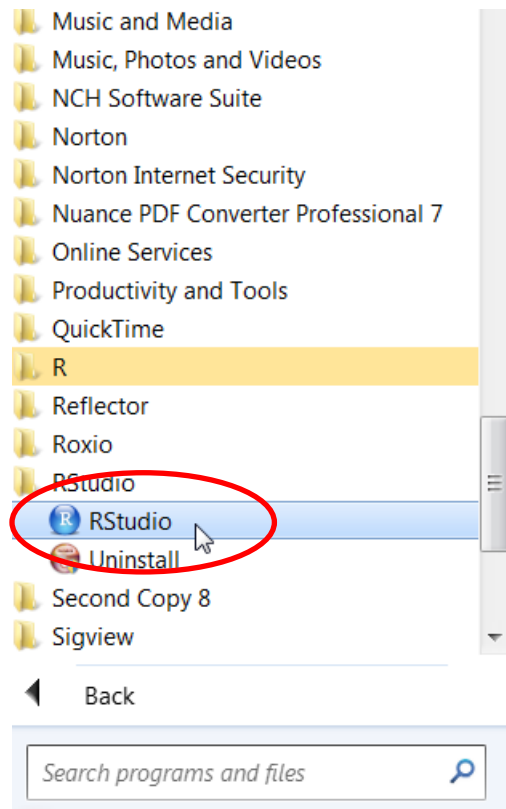 Music and Media
Music, Photos and Videos
NCH Software Suite
Norton
Norton Internet Security
Nuance PDF Converter Professional 7
Online Services
Productivity and Tools
QuickTime
R
Reflector
Roxio
RStudio
R RStudio
Uninstall
Second Copy 8
Sigview
Back
Search programs and files